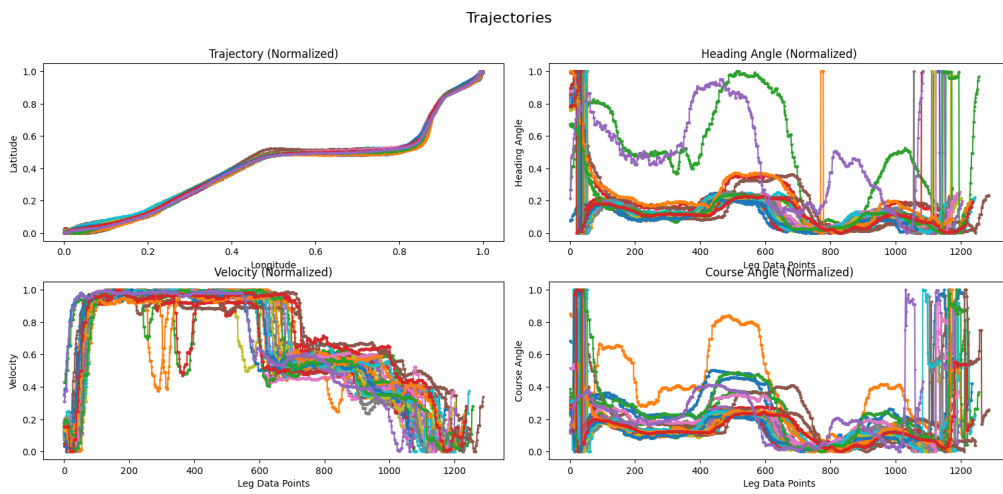 Trajectories
Trajectory (Normalized)
1.0
0.8
0.6
0.4
0.2
0.0
Latitude
0.0 0.2 0.4 0.6 0.8 1.0
Longitude
Heading Angle (Normalized)
1.0
0.8
0.6
0.4
0.2
0.0
Heading Angle
0 200 400 600 800 1000 1200
Leg Data Points
Velocity (Normalized)
1.0
0.8
0.6
0.4
0.2
0.0
Velocity
0 200 400 600 800 1000 1200
Leg Data Points
Course Angle (Normalized)
1.0
0.8
0.6
0.4
0.2
0.0
Course Angle
0 200 400 600 800 1000 1200
Leg Data Points